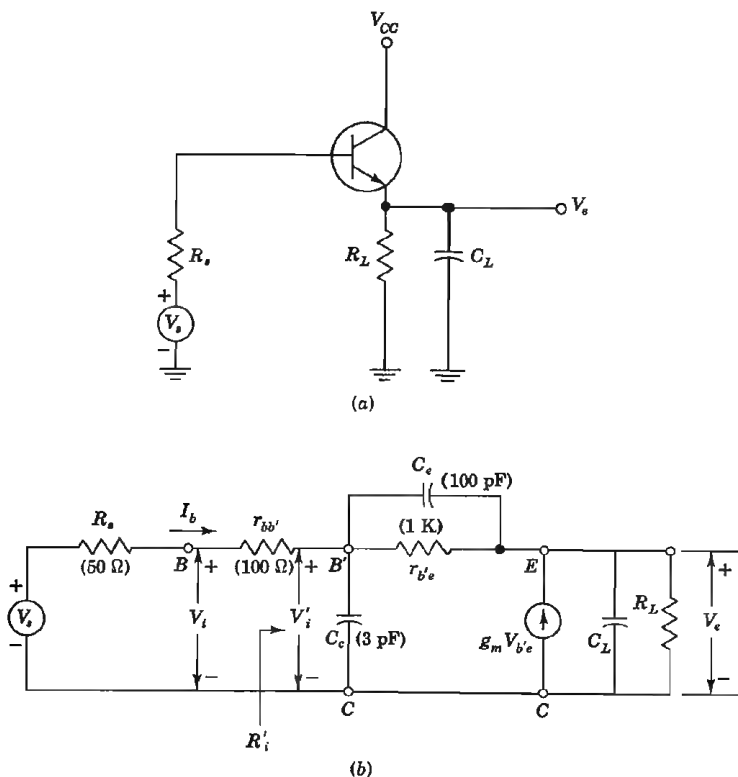 V_CC
R_s
+
V_s
−
R_L
C_L
V_e
(a)
C_e
(100 pF)
I_b
R_s
(50 Ω)
B
r_bb'
(100 Ω)
B'
(1 K)
r_b'e
E
+
V_s
−
+
V_i
−
+
V'_i
−
C_c
(3 pF)
g_m V_b'e
C_L
R_L
+
V_e
−
C
C
R'_i
(b)